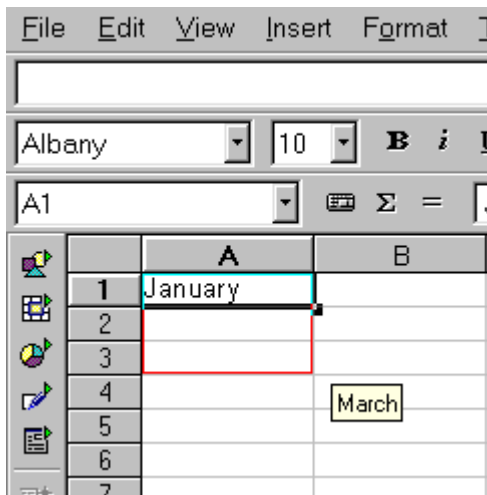 File Edit View Insert Format
Albany 10 B i
A1 Σ =
A B
1 January
2
3
4 March
5
6
7